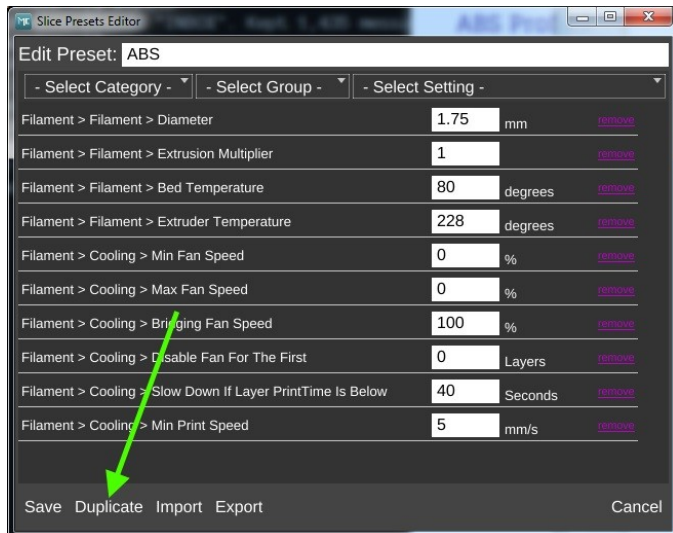 Slice Presets Editor
Edit Preset: ABS
- Select Category - - Select Group - - Select Setting -
Filament > Filament > Diameter 1.75 mm remove
Filament > Filament > Extrusion Multiplier 1 remove
Filament > Filament > Bed Temperature 80 degrees remove
Filament > Filament > Extruder Temperature 228 degrees remove
Filament > Cooling > Min Fan Speed 0 % remove
Filament > Cooling > Max Fan Speed 0 % remove
Filament > Cooling > Bridging Fan Speed 100 % remove
Filament > Cooling > Disable Fan For The First 0 Layers remove
Filament > Cooling > Slow Down If Layer PrintTime Is Below 40 Seconds remove
Filament > Cooling > Min Print Speed 5 mm/s remove
Save Duplicate Import Export Cancel